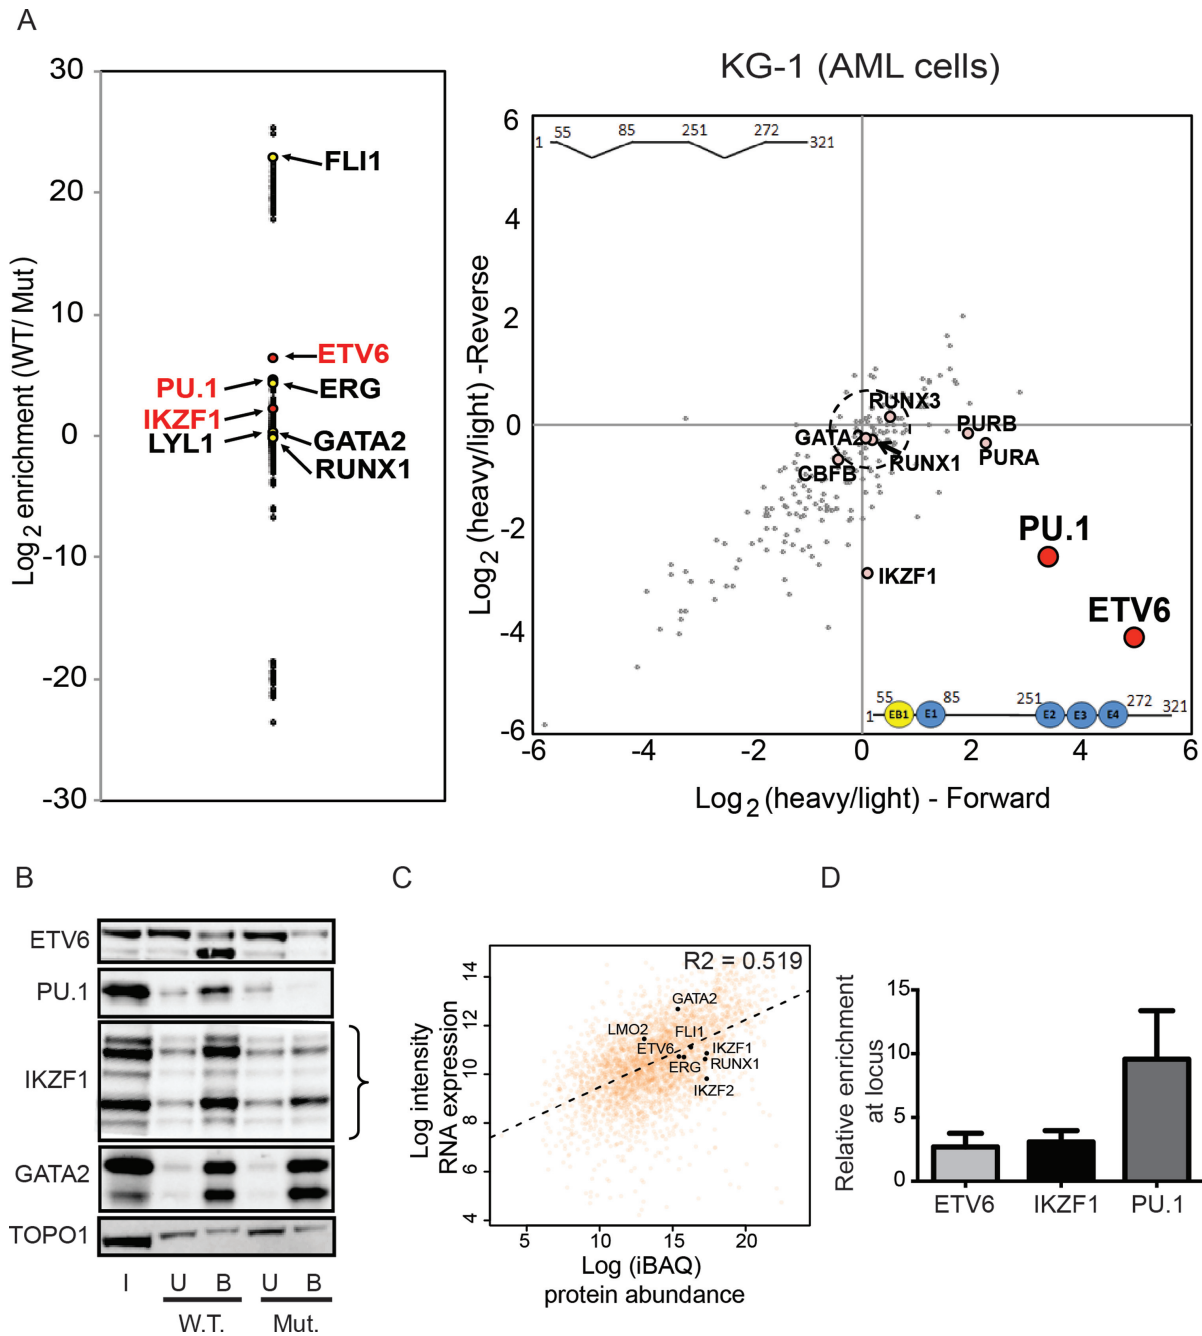 A
Log2 enrichment (WT/ Mut)
30
20
10
0
-10
-20
-30
FLI1
ETV6
PU.1
ERG
IKZF1
LYL1
GATA2
RUNX1
KG-1 (AML cells)
Log2 (heavy/light) -Reverse
6
4
2
0
-2
-4
-6
1 55 85 251 272 321
RUNX3
GATA2
PURB
CBFB
RUNX1
PURA
PU.1
IKZF1
ETV6
1 55 EB1 E1 85 251 E2 E3 E4 272 321
-6 -4 -2 0 2 4 6
Log2 (heavy/light) - Forward
B
ETV6
PU.1
IKZF1
GATA2
TOPO1
I U B U B
W.T. Mut.
C
R2 = 0.519
Log intensity
RNA expression
14
12
10
8
6
4
GATA2
LMO2
FLI1
ETV6
IKZF1
ERG
RUNX1
IKZF2
5 10 15 20
Log (iBAQ)
protein abundance
D
Relative enrichment
at locus
15
10
5
0
ETV6 IKZF1 PU.1